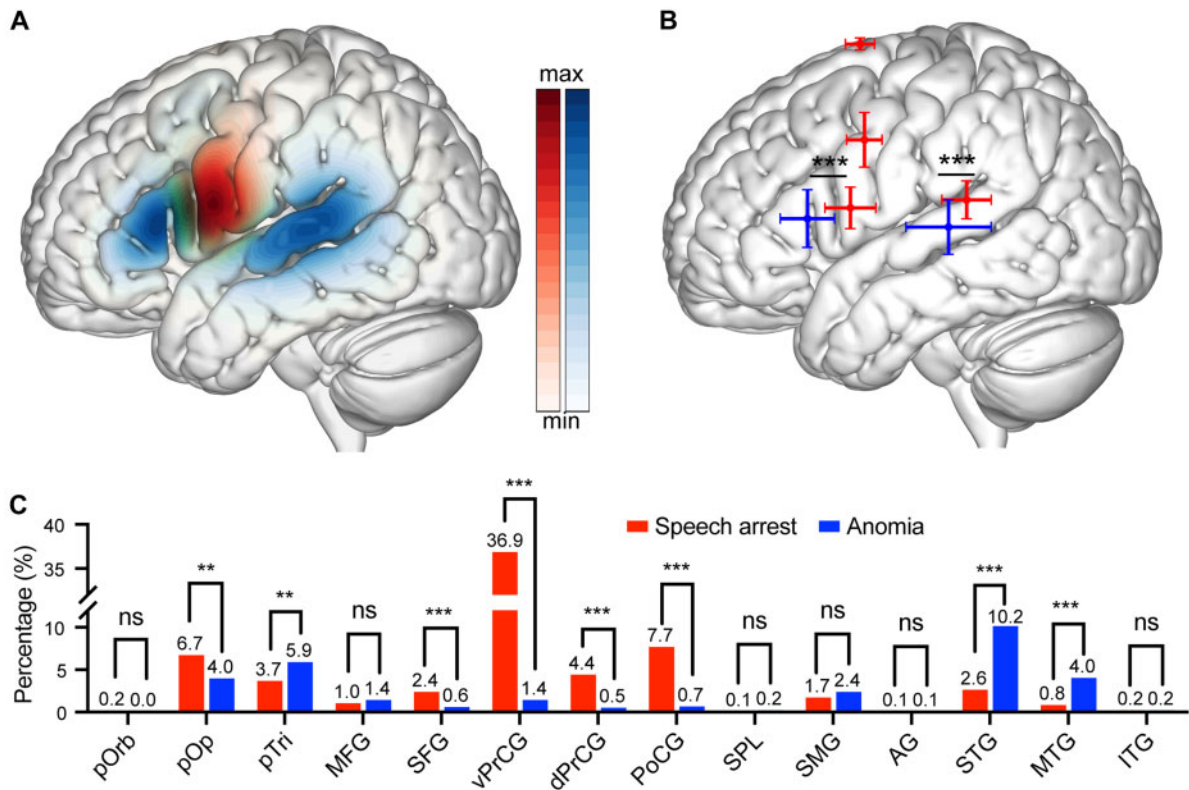 A
B
max
min
***
***
C
Percentage (%)
40
35
10
5
0
Speech arrest
Anomia
ns
**
**
ns
***
***
***
***
ns
ns
ns
***
***
ns
0.2 0.0
6.7 4.0
3.7 5.9
1.0 1.4
2.4 0.6
36.9 1.4
4.4 0.5
7.7 0.7
0.1 0.2
1.7 2.4
0.1 0.1
2.6 10.2
0.8 4.0
0.2 0.2
pOrb
pOp
pTri
MFG
SFG
vPrCG
dPrCG
PoCG
SPL
SMG
AG
STG
MTG
ITG